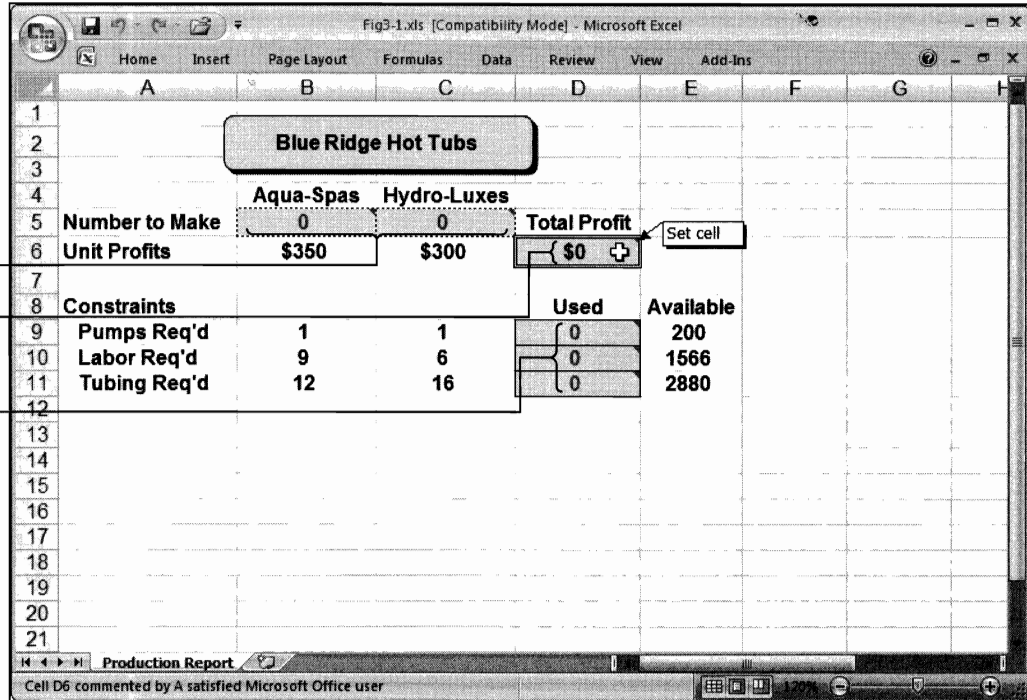 Fig3-1.xls [Compatibility Mode] - Microsoft Excel
Home Insert Page Layout Formulas Data Review View Add-Ins
A B C D E F G H
1
2 Blue Ridge Hot Tubs
3
4 Aqua-Spas Hydro-Luxes
5 Number to Make 0 0 Total Profit
Set cell
6 Unit Profits $350 $300 $0
7
8 Constraints Used Available
9 Pumps Req'd 1 1 0 200
10 Labor Req'd 9 6 0 1566
11 Tubing Req'd 12 16 0 2880
12
13
14
15
16
17
18
19
20
21
Production Report
Cell D6 commented by A satisfied Microsoft Office user 120%